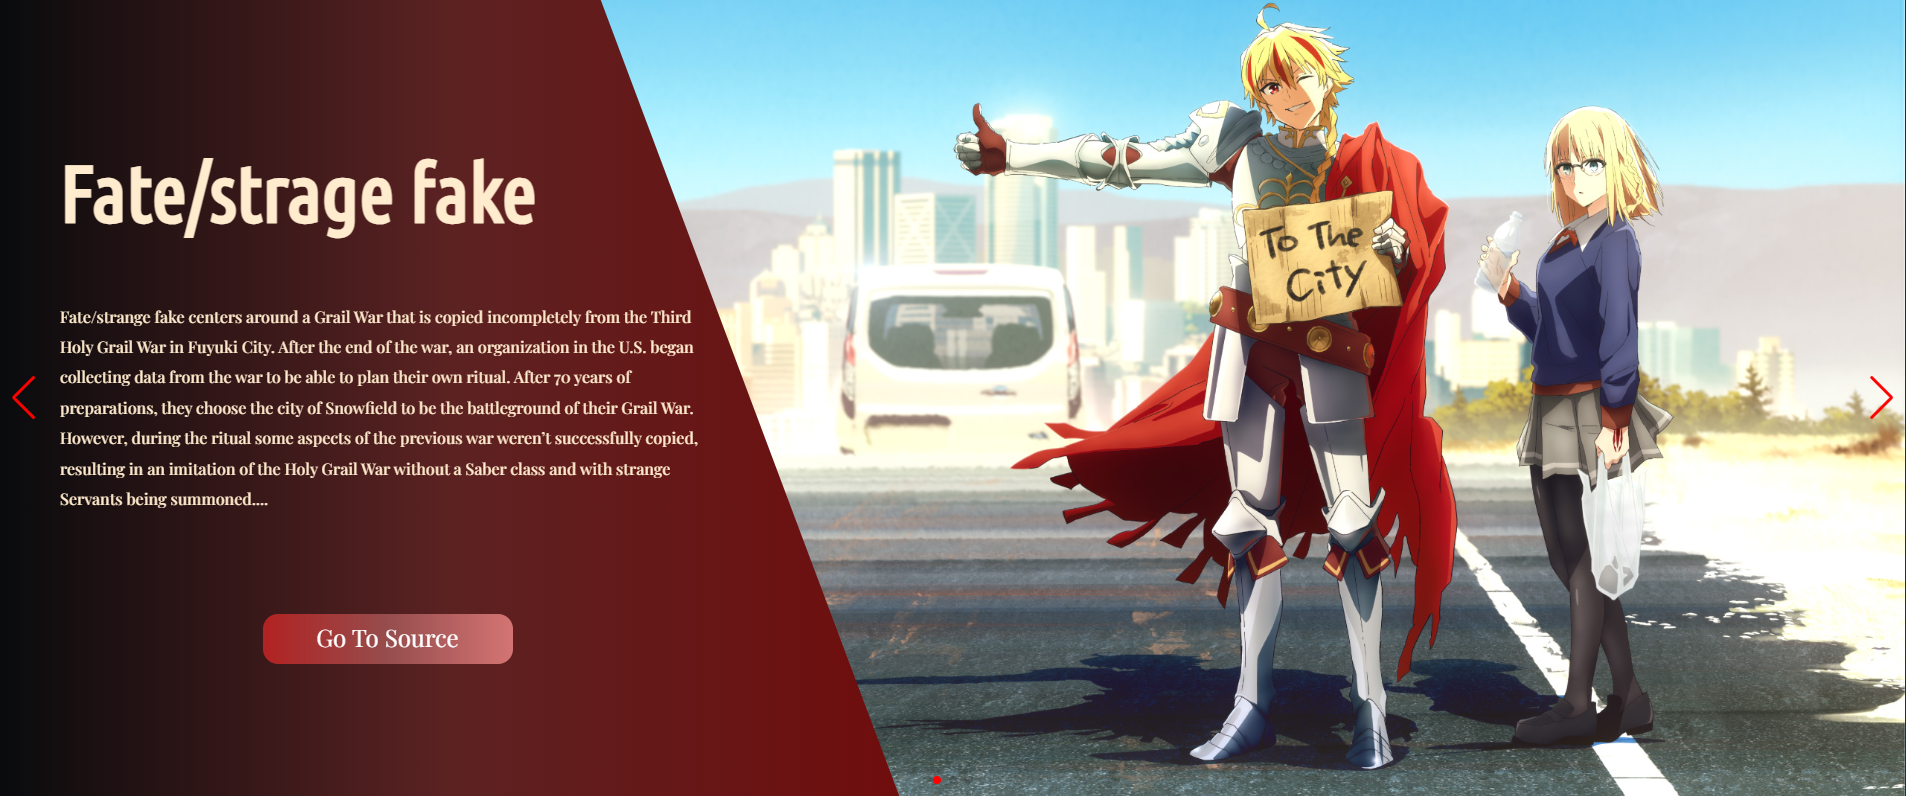 Fate/strage fake
Fate/strange fake centers around a Grail War that is copied incompletely from the Third
Holy Grail War in Fuyuki City. After the end of the war, an organization in the U.S. began
collecting data from the war to be able to plan their own ritual. After 70 years of
preparations, they choose the city of Snowfield to be the battleground of their Grail War.
However, during the ritual some aspects of the previous war weren't successfully copied,
resulting in an imitation of the Holy Grail War without a Saber class and with strange
Servants being summoned....
Go To Source
To The
City